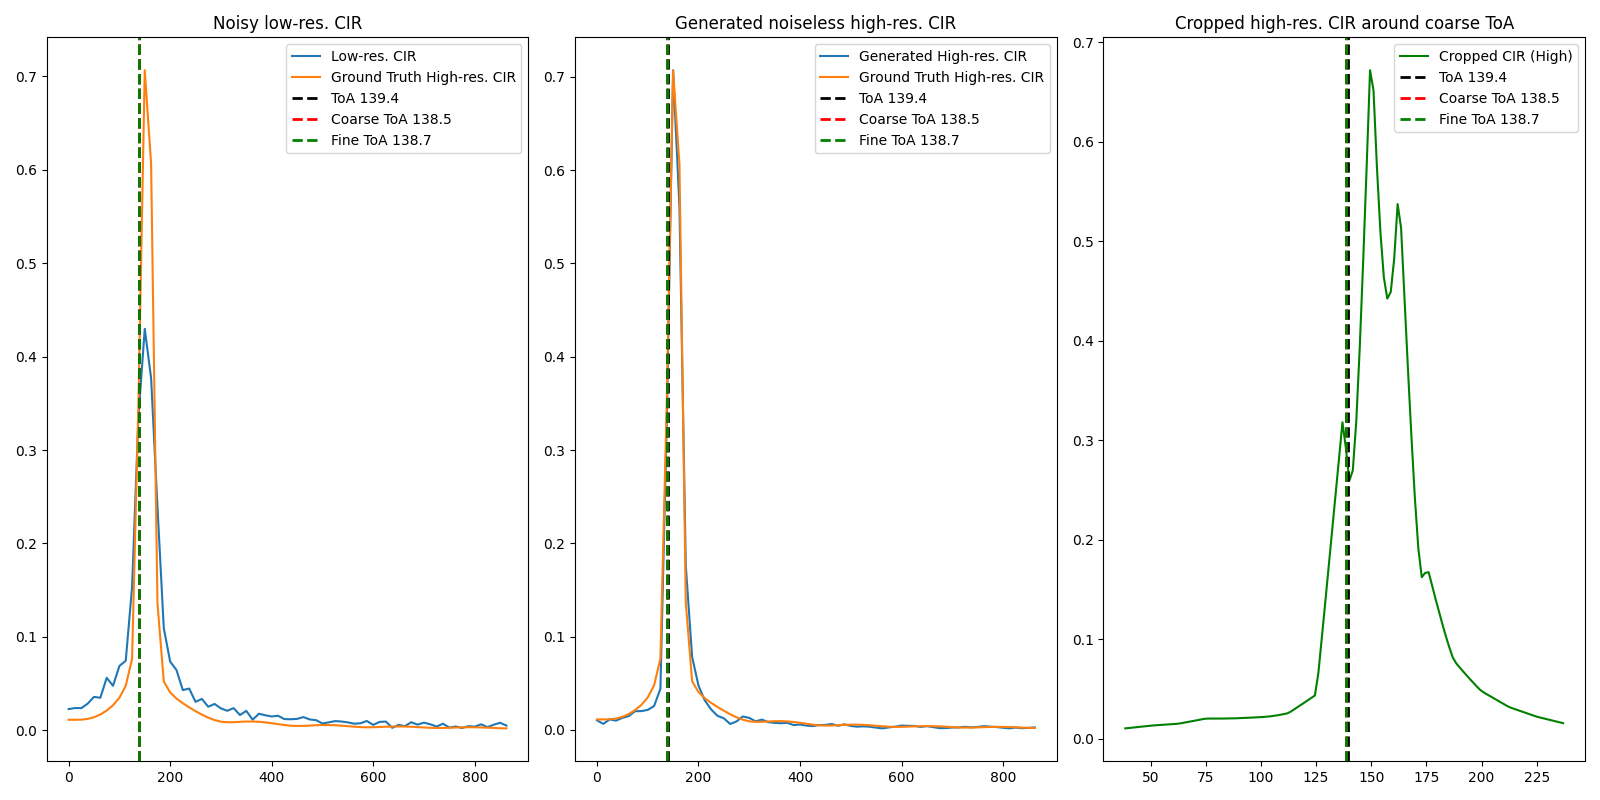 Noisy low-res. CIR
Low-res. CIR
Ground Truth High-res. CIR
ToA 139.4
Coarse ToA 138.5
Fine ToA 138.7
0.7
0.6
0.5
0.4
0.3
0.2
0.1
0.0
0
200
400
600
800
Generated noiseless high-res. CIR
Generated High-res. CIR
Ground Truth High-res. CIR
ToA 139.4
Coarse ToA 138.5
Fine ToA 138.7
0.7
0.6
0.5
0.4
0.3
0.2
0.1
0.0
0
200
400
600
800
Cropped high-res. CIR around coarse ToA
Cropped CIR (High)
ToA 139.4
Coarse ToA 138.5
Fine ToA 138.7
0.7
0.6
0.5
0.4
0.3
0.2
0.1
0.0
50
75
100
125
150
175
200
225